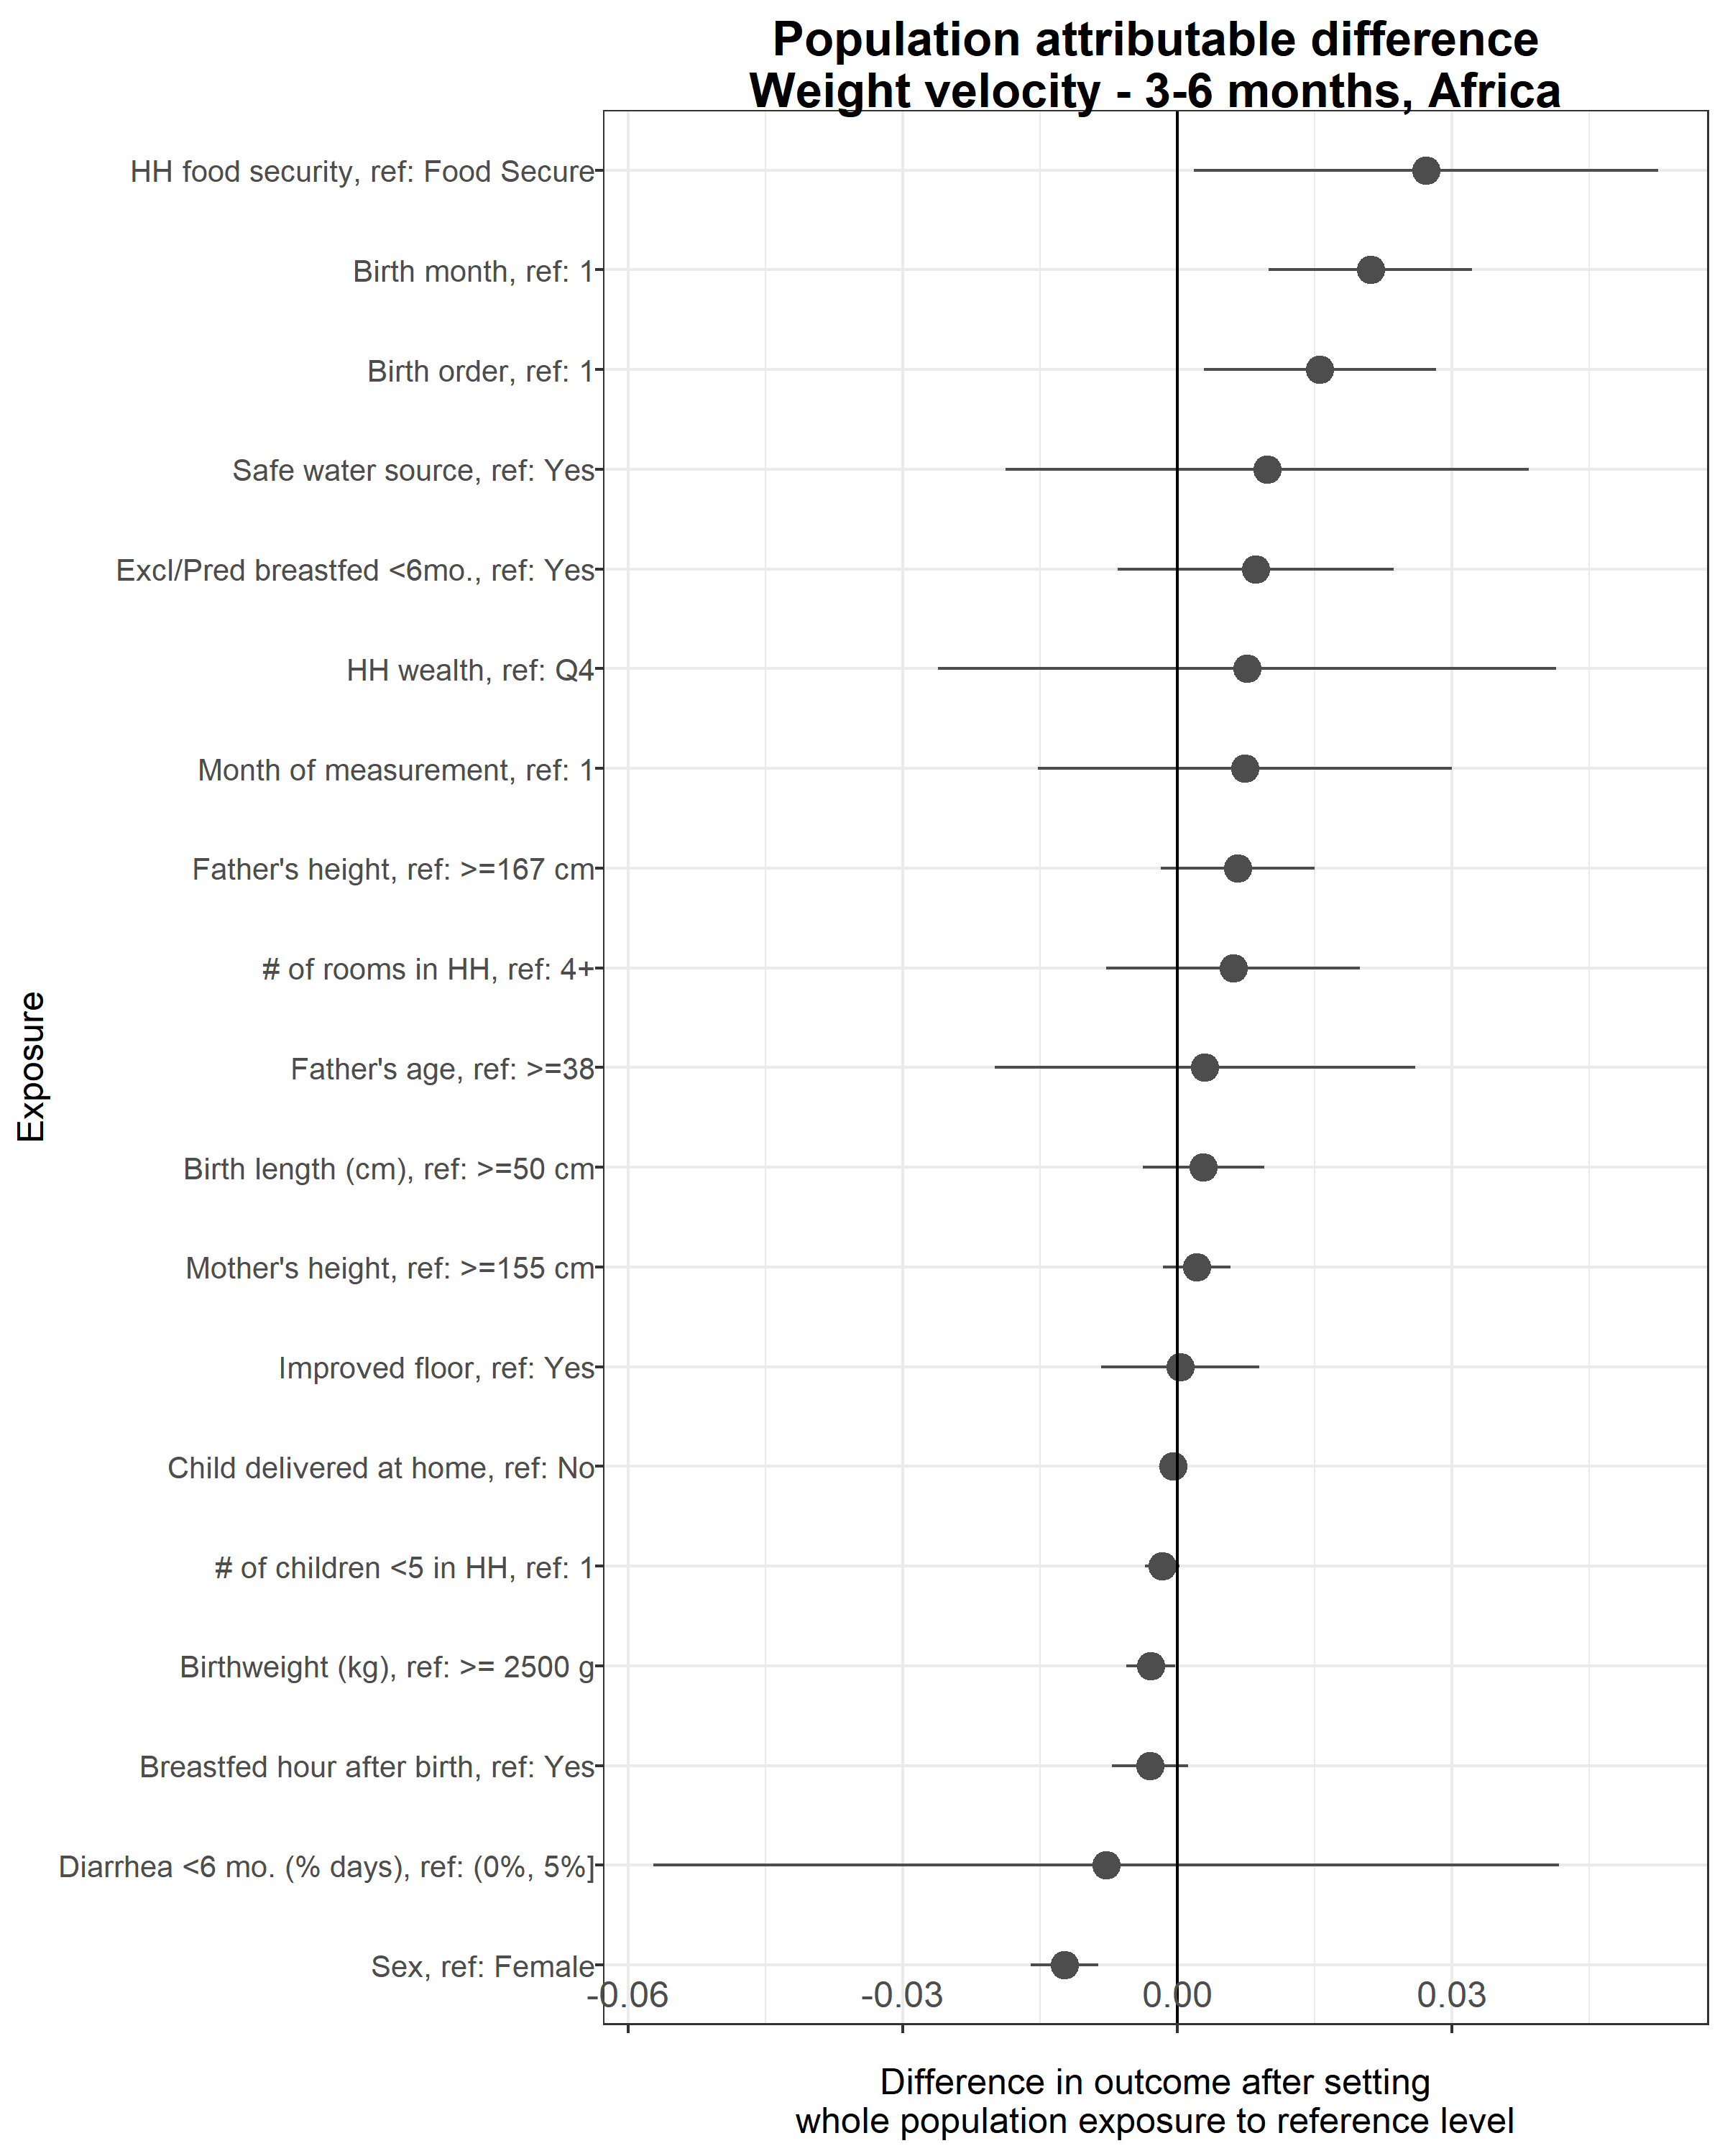 Population attributable difference
Weight velocity - 3-6 months, Africa
HH food security, ref: Food Secure
Birth month, ref: 1
Birth order, ref: 1
Safe water source, ref: Yes
Excl/Pred breastfed <6mo., ref: Yes
HH wealth, ref: Q4
Month of measurement, ref: 1
Father's height, ref: >=167 cm
# of rooms in HH, ref: 4+
Father's age, ref: >=38
Birth length (cm), ref: >=50 cm
Mother's height, ref: >=155 cm
Improved floor, ref: Yes
Child delivered at home, ref: No
# of children <5 in HH, ref: 1
Birthweight (kg), ref: >= 2500 g
Breastfed hour after birth, ref: Yes
Diarrhea <6 mo. (% days), ref: (0%, 5%]
Sex, ref: Female
Exposure
-0.06 -0.03 0.00 0.03
Difference in outcome after setting
whole population exposure to reference level